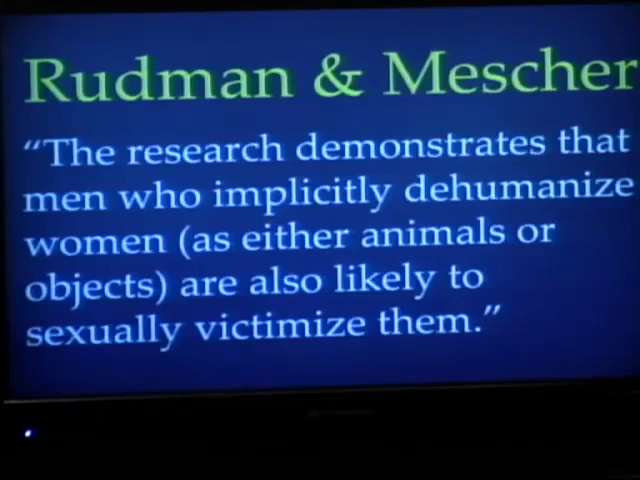 Rudman & Mescher
“The research demonstrates that
men who implicitly dehumanize
women (as either animals or
objects) are also likely to
sexually victimize them.”